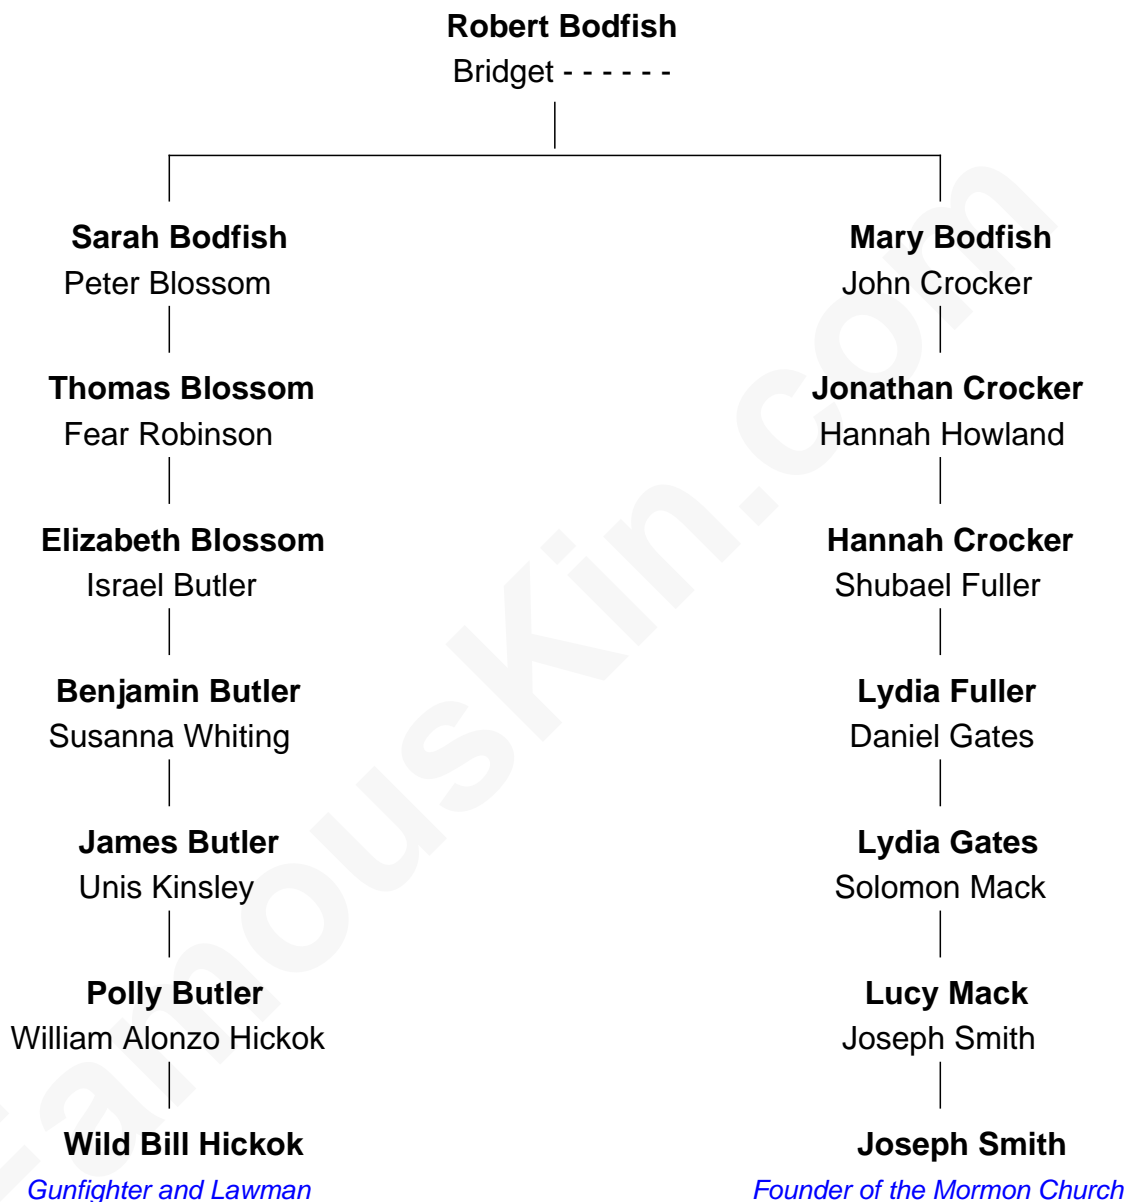 Robert Bodfish
Bridget - - - - - -
Sarah Bodfish
Peter Blossom
Mary Bodfish
John Crocker
Thomas Blossom
Fear Robinson
Jonathan Crocker
Hannah Howland
Elizabeth Blossom
Israel Butler
Hannah Crocker
Shubael Fuller
Benjamin Butler
Susanna Whiting
Lydia Fuller
Daniel Gates
James Butler
Unis Kinsley
Lydia Gates
Solomon Mack
Polly Butler
William Alonzo Hickok
Lucy Mack
Joseph Smith
Wild Bill Hickok
Gunfighter and Lawman
Joseph Smith
Founder of the Mormon Church
FamousKin.com